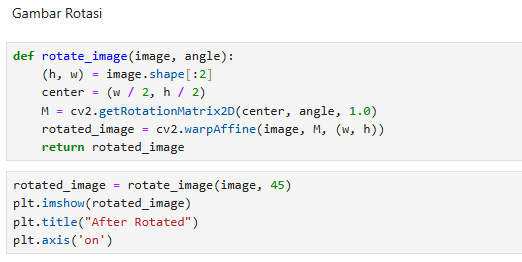 Gambar Rotasi
def rotate_image(image, angle):
    (h, w) = image.shape[:2]
    center = (w / 2, h / 2)
    M = cv2.getRotationMatrix2D(center, angle, 1.0)
    rotated_image = cv2.warpAffine(image, M, (w, h))
    return rotated_image
rotated_image = rotate_image(image, 45)
plt.imshow(rotated_image)
plt.title("After Rotated")
plt.axis('on')